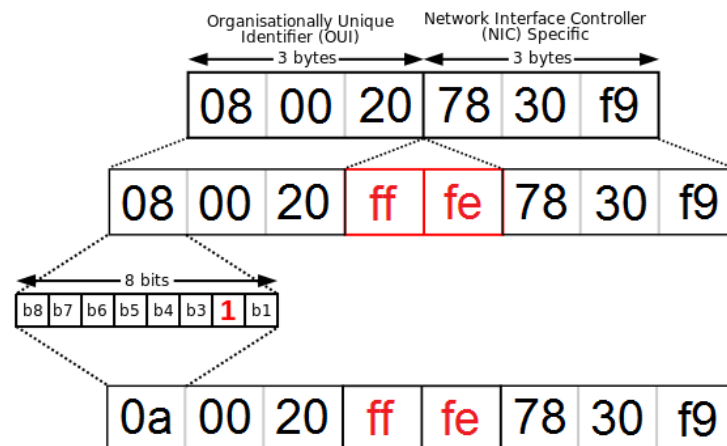 Organisationally Unique Identifier (OUI)
Network Interface Controller (NIC) Specific
3 bytes 3 bytes
08 00 20 78 30 f9
08 00 20 ff fe 78 30 f9
8 bits
b8 b7 b6 b5 b4 b3 1 b1
0a 00 20 ff fe 78 30 f9